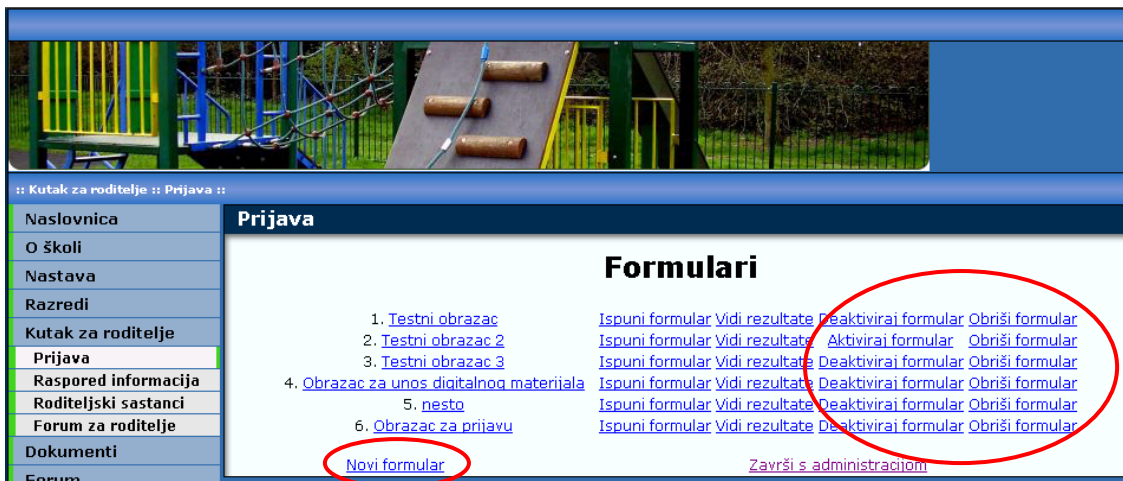 :: Kutak za roditelje :: Prijava ::
Naslovnica
O školi
Nastava
Razredi
Kutak za roditelje
Prijava
Raspored informacija
Roditeljski sastanci
Forum za roditelje
Dokumenti
Forum
Prijava
Formulari
1. Testni obrazac Ispuni formular Vidi rezultate Deaktiviraj formular Obriši formular
2. Testni obrazac 2 Ispuni formular Vidi rezultate Aktiviraj formular Obriši formular
3. Testni obrazac 3 Ispuni formular Vidi rezultate Deaktiviraj formular Obriši formular
4. Obrazac za unos digitalnog materijala Ispuni formular Vidi rezultate Deaktiviraj formular Obriši formular
5. nesto Ispuni formular Vidi rezultate Deaktiviraj formular Obriši formular
6. Obrazac za prijavu Ispuni formular Vidi rezultate Deaktiviraj formular Obriši formular
Novi formular Završi s administracijom